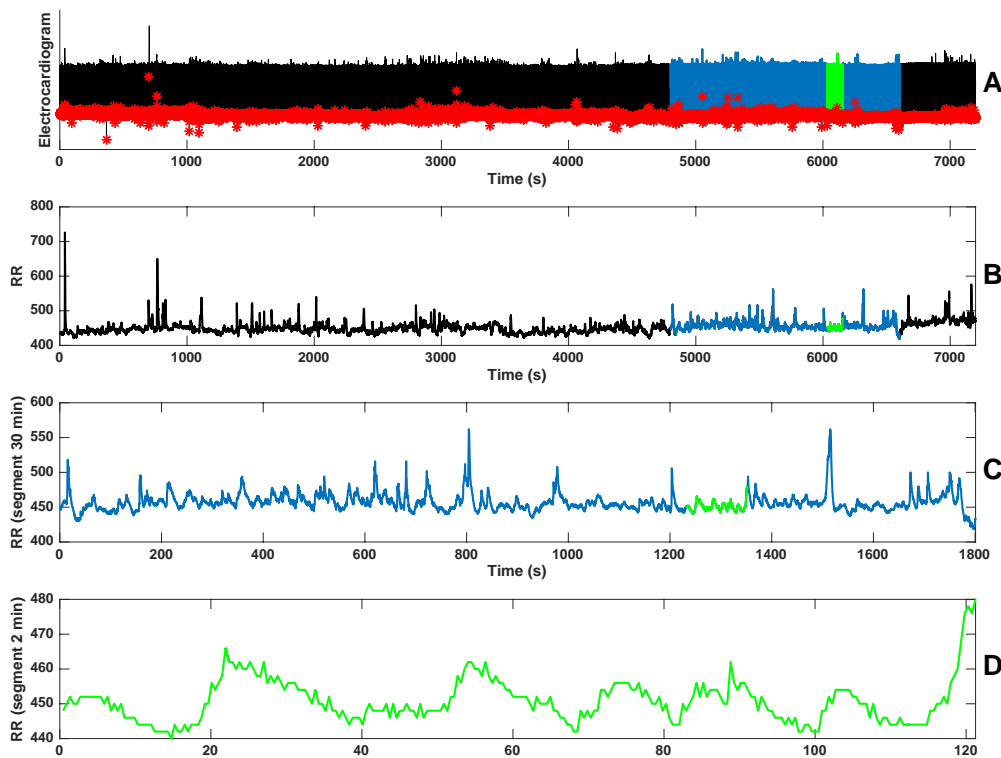 Electrocardiogram
A
0 1000 2000 3000 4000 5000 6000 7000
Time (s)
800
700
600
500
400
RR
B
0 1000 2000 3000 4000 5000 6000 7000
Time (s)
600
550
500
450
400
RR (segment 30 min)
C
0 200 400 600 800 1000 1200 1400 1600 1800
Time (s)
480
470
460
450
440
RR (segment 2 min)
D
0 20 40 60 80 100 120